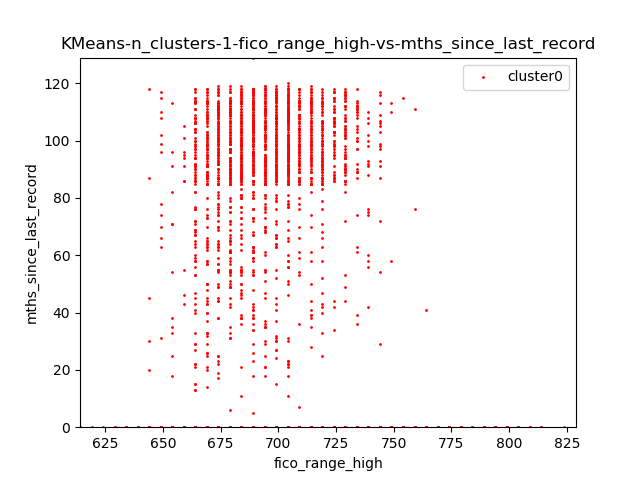 KMeans-n_clusters-1-fico_range_high-vs-mths_since_last_record
cluster0
mths_since_last_record
120
100
80
60
40
20
0
625 650 675 700 725 750 775 800 825
fico_range_high